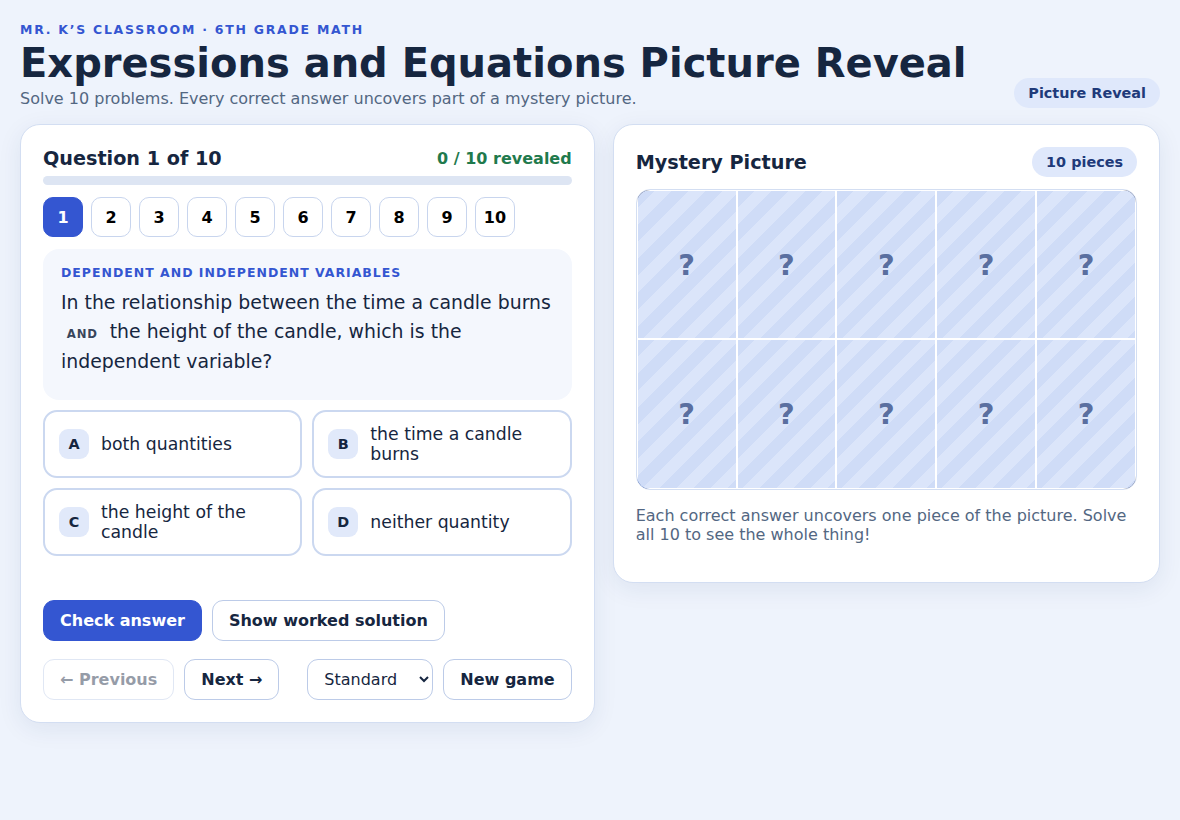 MR. K’S CLASSROOM · 6TH GRADE MATH
Expressions and Equations Picture Reveal
Solve 10 problems. Every correct answer uncovers part of a mystery picture.
Picture Reveal
Question 1 of 10
0 / 10 revealed
1 2 3 4 5 6 7 8 9 10
DEPENDENT AND INDEPENDENT VARIABLES
In the relationship between the time a candle burns
AND the height of the candle, which is the
independent variable?
A both quantities
B the time a candle
burns
C the height of the
candle
D neither quantity
Check answer
Show worked solution
← Previous
Next →
Standard
New game
Mystery Picture
10 pieces
? ? ? ? ?
? ? ? ? ?
Each correct answer uncovers one piece of the picture. Solve
all 10 to see the whole thing!